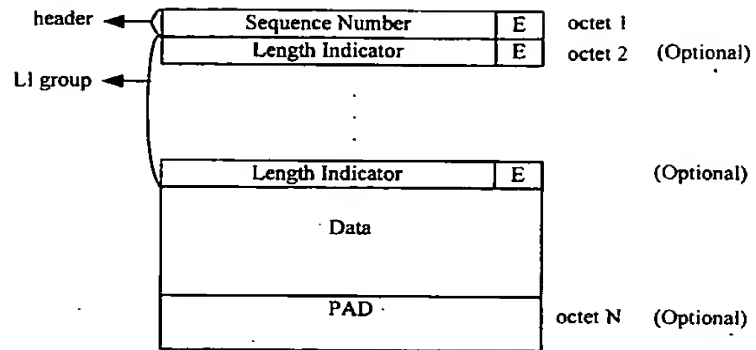 header Sequence Number E octet 1
Length Indicator E octet 2 (Optional)
LI group
Length Indicator E (Optional)
Data
PAD
octet N (Optional)